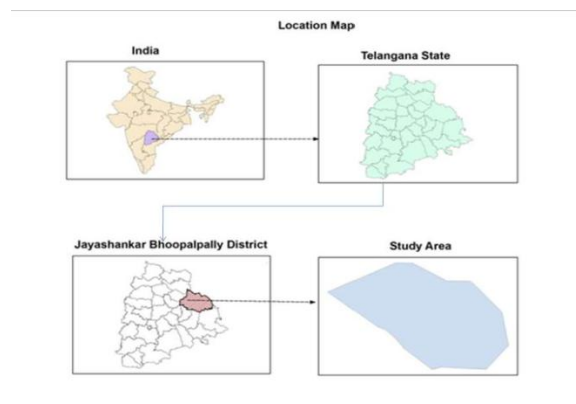 Location Map
India
Telangana State
Jayashankar Bhoopalpally District
Study Area